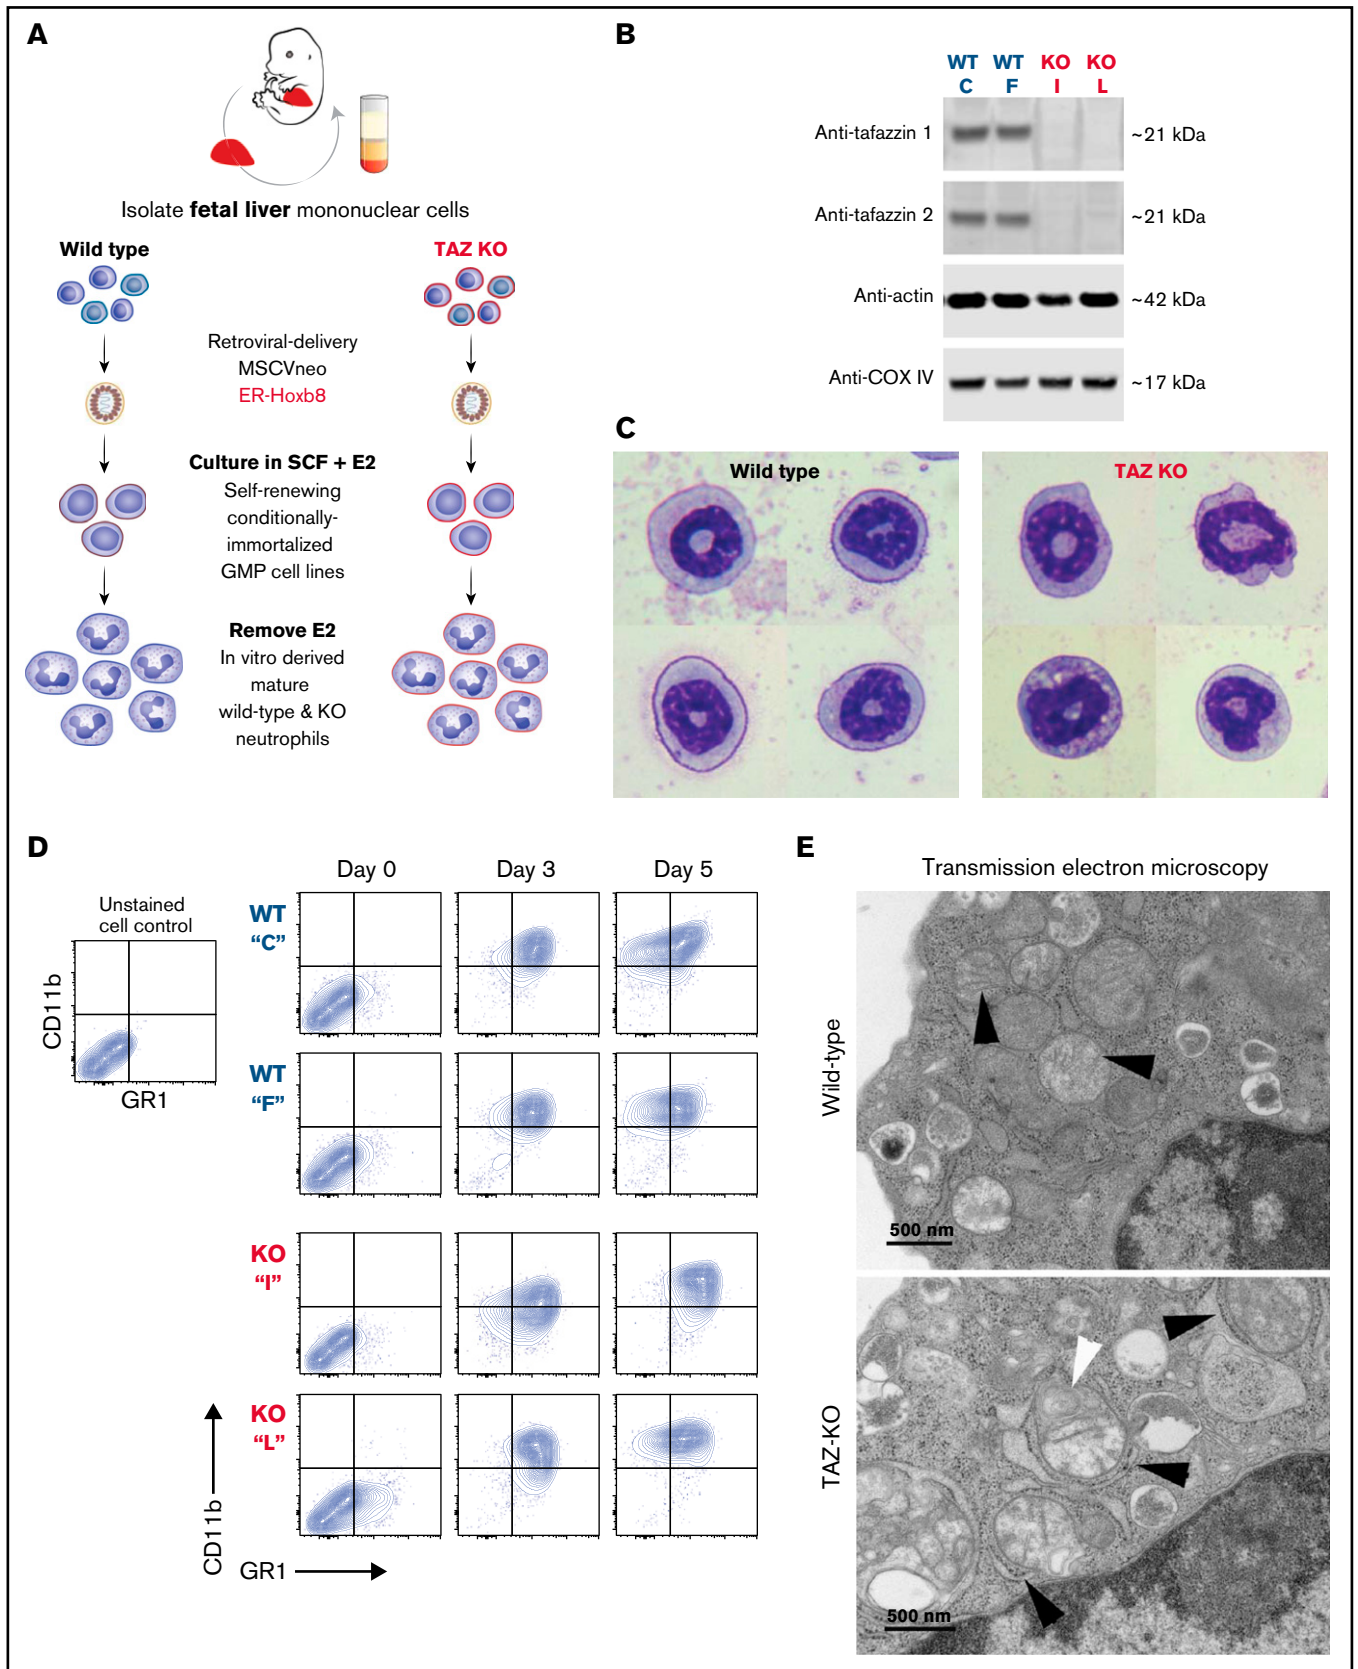 A
Isolate fetal liver mononuclear cells
Wild type
TAZ KO
Retroviral-delivery
MSCVneo
ER-Hoxb8
Culture in SCF + E2
Self-renewing
conditionally-
immortalized
GMP cell lines
Remove E2
In vitro derived
mature
wild-type & KO
neutrophils
B
WT WT KO KO
C F I L
Anti-tafazzin 1 ~21 kDa
Anti-tafazzin 2 ~21 kDa
Anti-actin ~42 kDa
Anti-COX IV ~17 kDa
C
Wild type
TAZ KO
D
Unstained
cell control
CD11b
GR1
Day 0 Day 3 Day 5
WT
“C”
WT
“F”
KO
“I”
KO
“L”
CD11b
GR1
E
Transmission electron microscopy
Wild-type
500 nm
TAZ-KO
500 nm